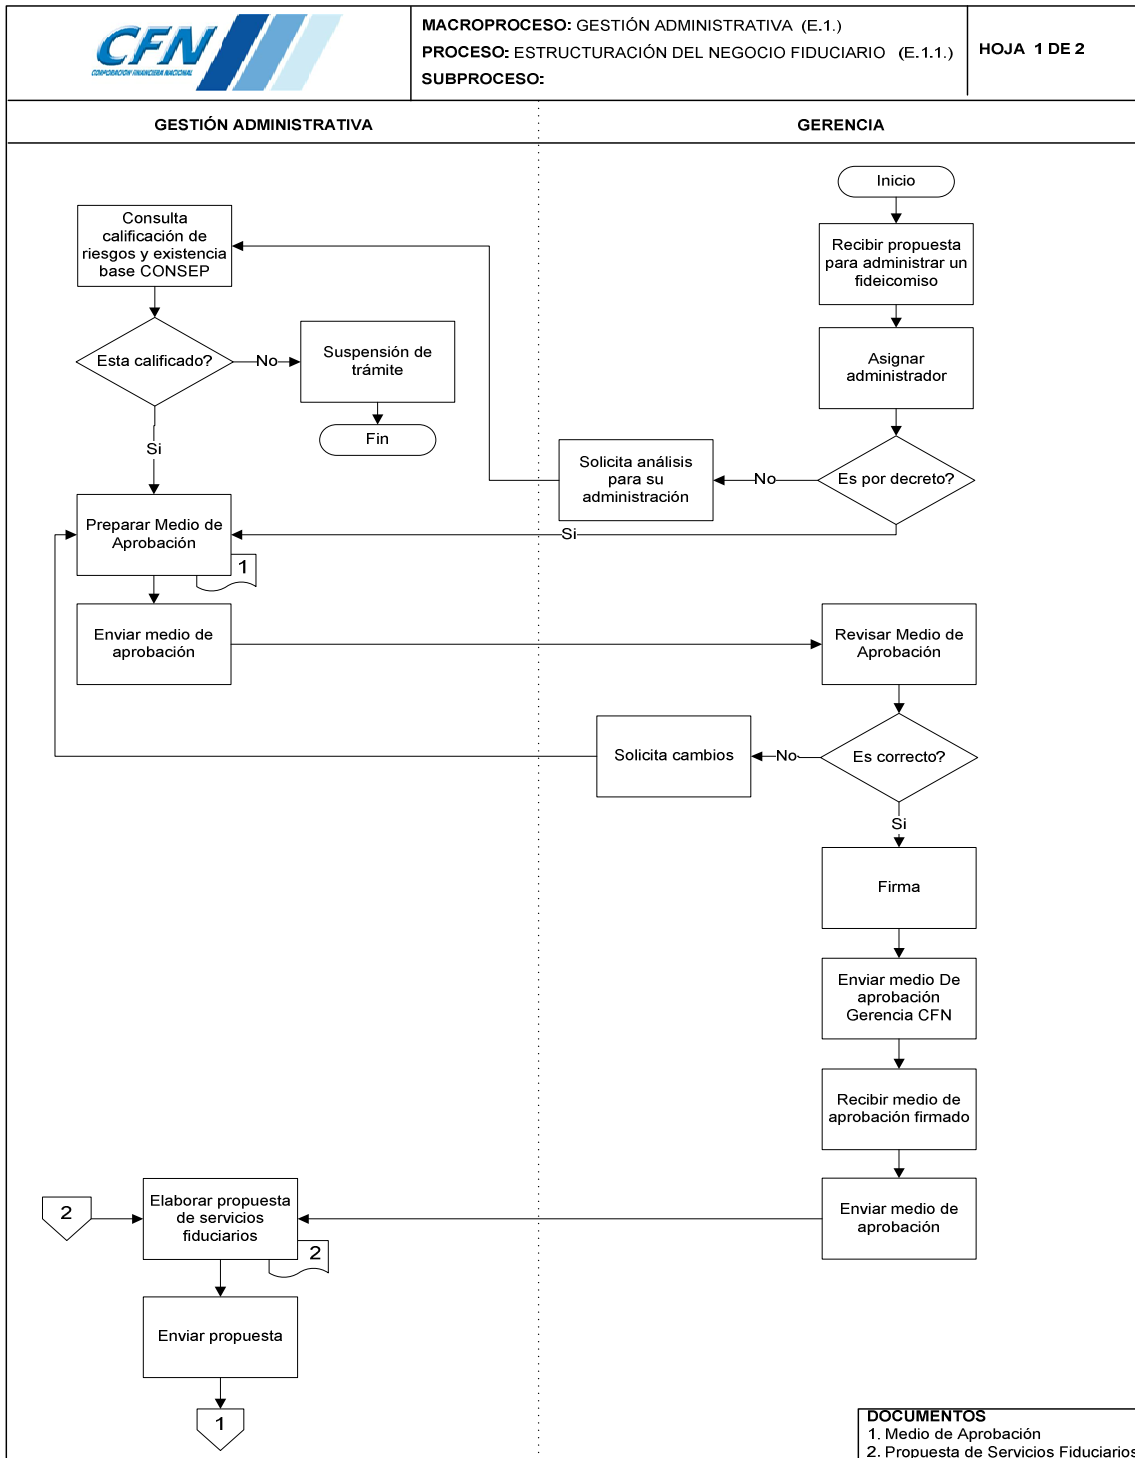 CFN
CORPORACION FINANCIERA NACIONAL
MACROPROCESO: GESTIÓN ADMINISTRATIVA (E.1.)
PROCESO: ESTRUCTURACIÓN DEL NEGOCIO FIDUCIARIO (E.1.1.)
SUBPROCESO:
HOJA 1 DE 2
GESTIÓN ADMINISTRATIVA
GERENCIA
Inicio
Recibir propuesta
para administrar un
fideicomiso
Asignar
administrador
Es por decreto?
No
Si
Solicita análisis
para su
administración
Consulta
calificación de
riesgos y existencia
base CONSEP
Esta calificado?
No
Suspensión de
trámite
Fin
Si
Preparar Medio de
Aprobación
1
Enviar medio de
aprobación
Revisar Medio de
Aprobación
Es correcto?
No
Solicita cambios
Si
Firma
Enviar medio De
aprobación
Gerencia CFN
Recibir medio de
aprobación firmado
Enviar medio de
aprobación
2
Elaborar propuesta
de servicios
fiduciarios
2
Enviar propuesta
1
DOCUMENTOS
1. Medio de Aprobación
2. Propuesta de Servicios Fiduciarios